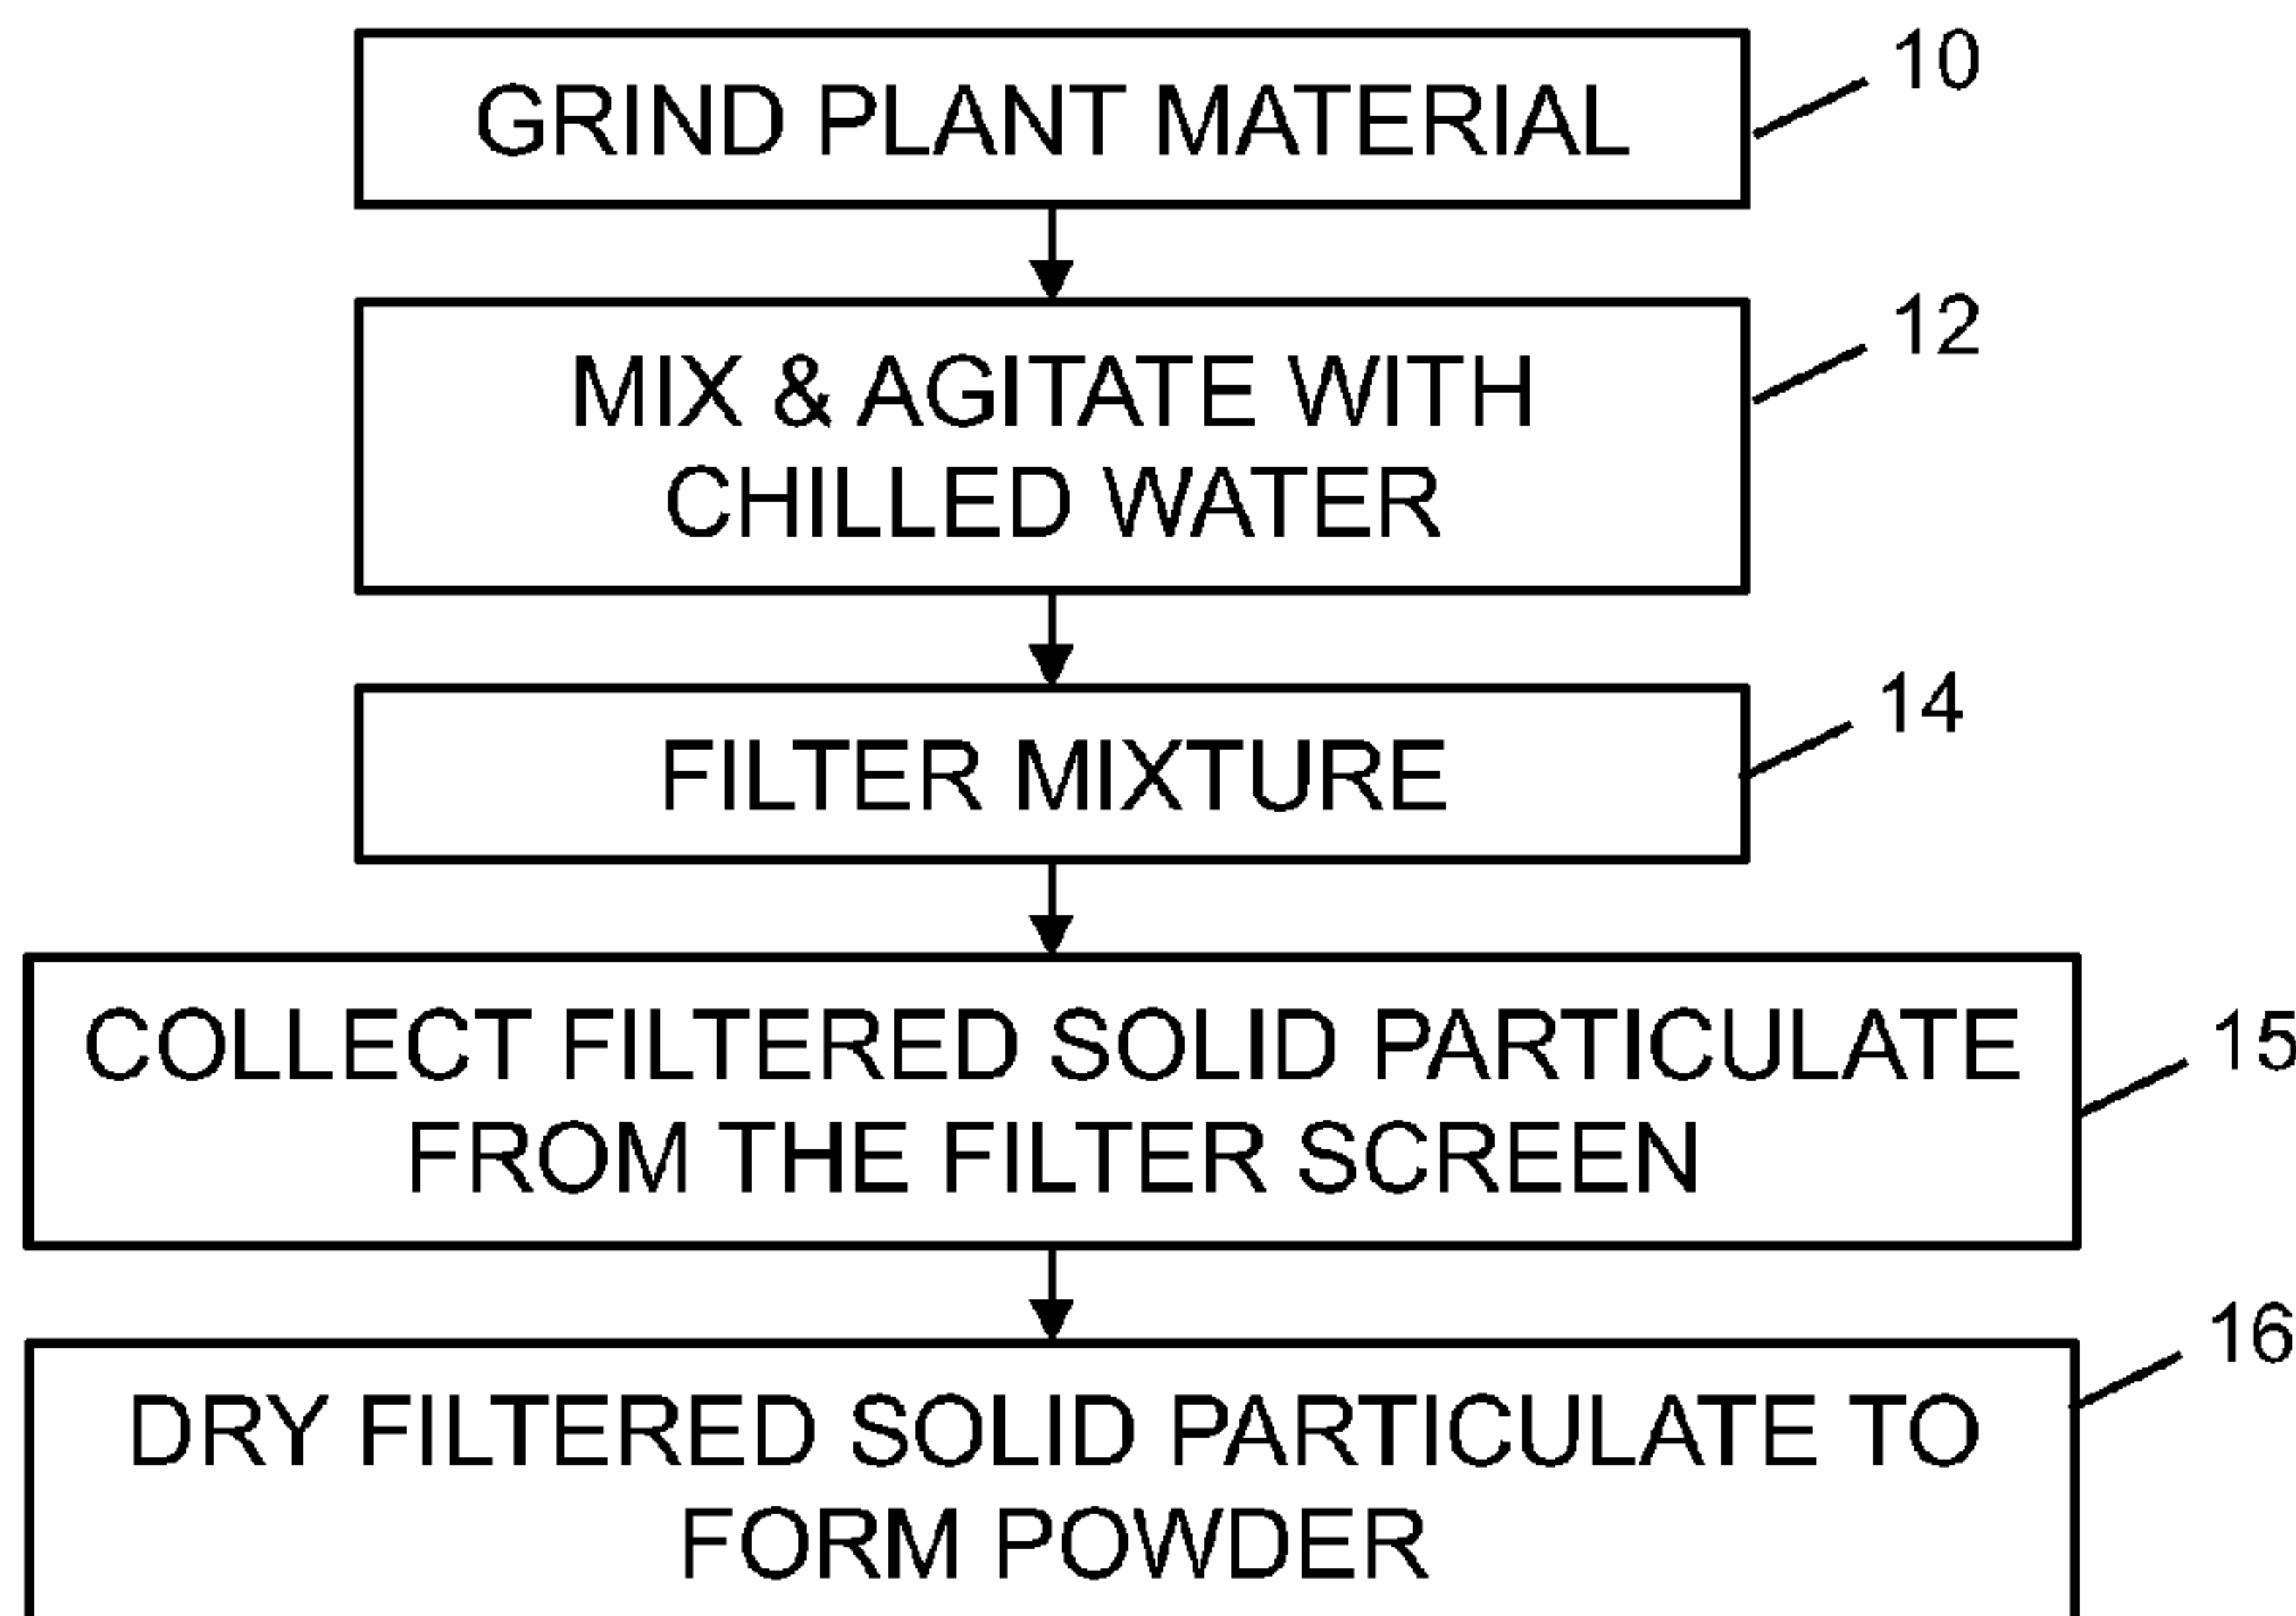 GRIND PLANT MATERIAL
10
MIX & AGITATE WITH
CHILLED WATER
12
FILTER MIXTURE
14
COLLECT FILTERED SOLID PARTICULATE
FROM THE FILTER SCREEN
15
DRY FILTERED SOLID PARTICULATE TO
FORM POWDER
16